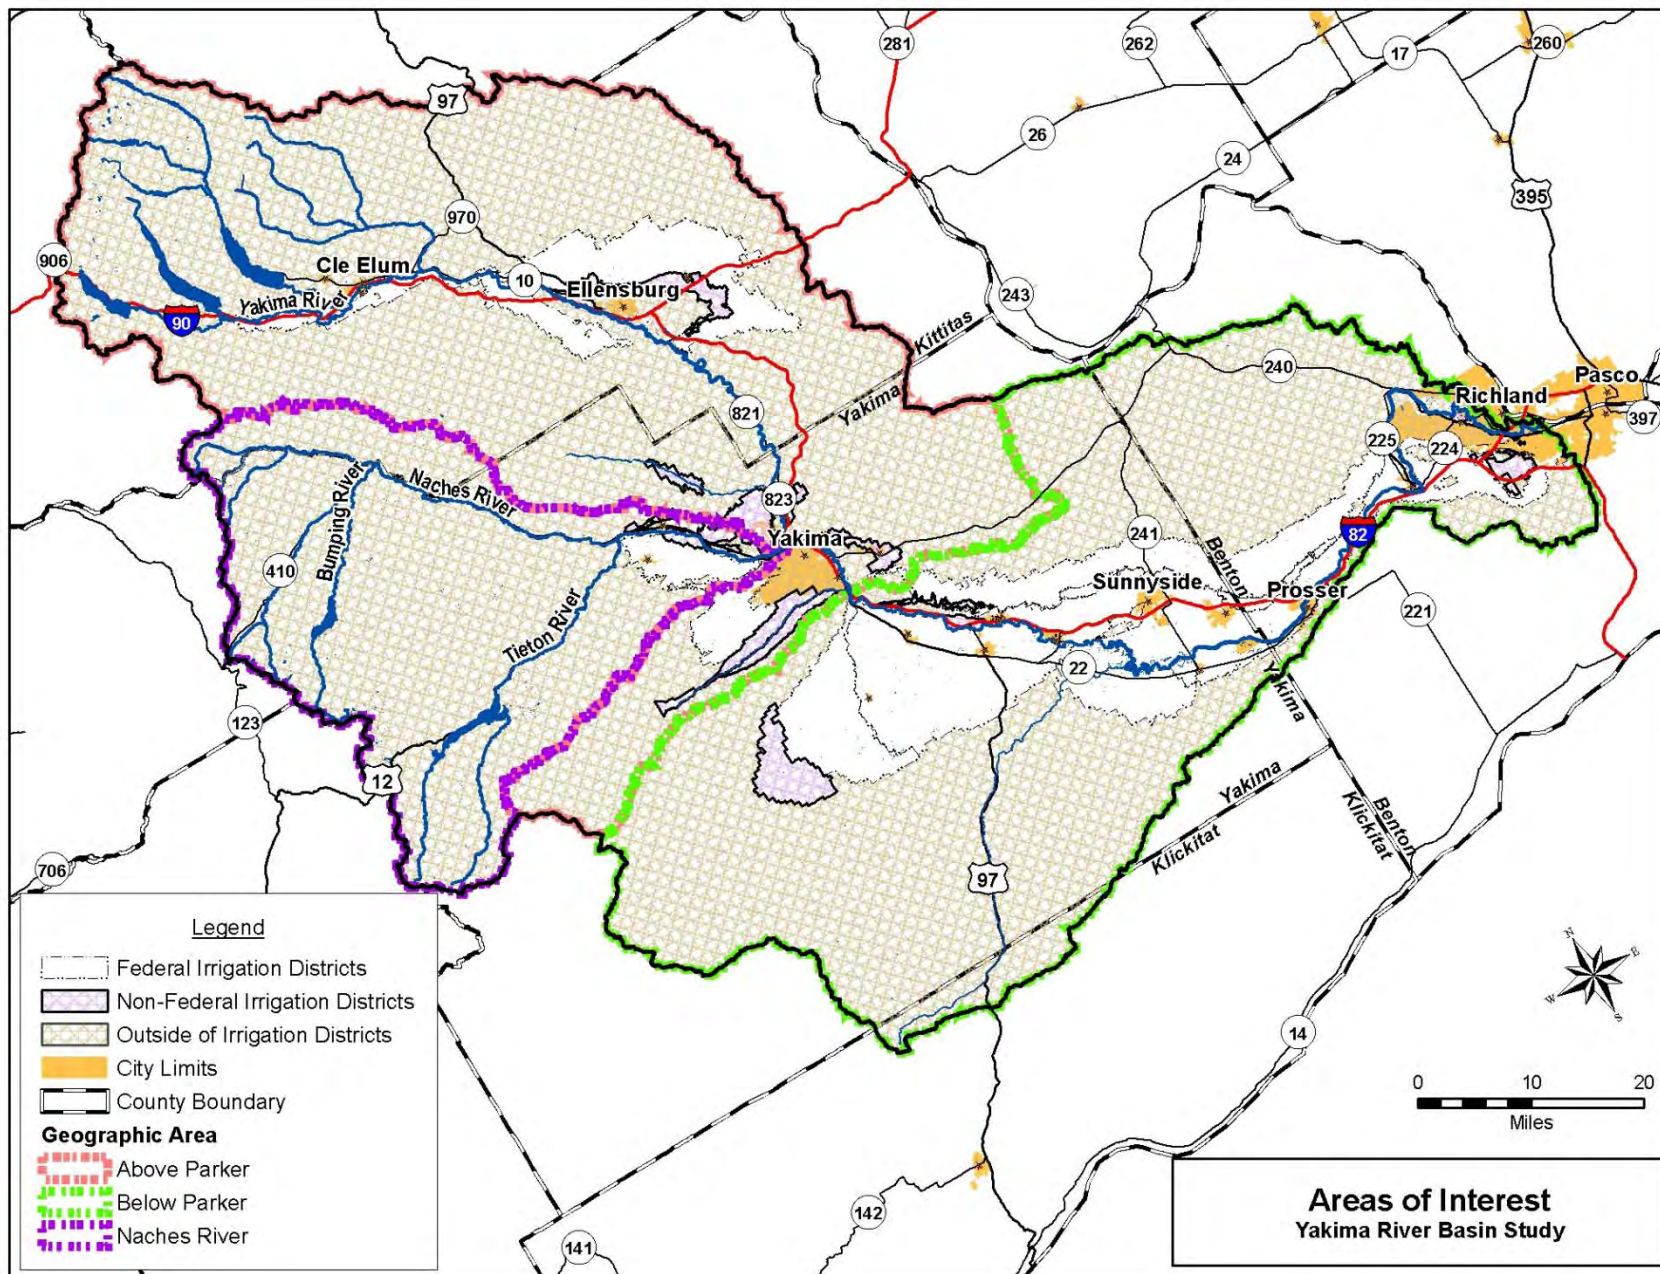 281
262
17
260
97
26
24
395
970
906
Cle Elum
10
Ellensburg
243
Yakima River
90
Kittitas
Yakima
240
Pasco
Richland
397
821
225
224
Naches River
823
Yakima
82
241
Benton
Bumping River
410
Sunnyside
Prosser
221
Tieton River
22
Yakima
123
12
Yakima
Benton
Klickitat
Klickitat
706
97
Legend
Federal Irrigation Districts
Non-Federal Irrigation Districts
Outside of Irrigation Districts
City Limits
County Boundary
Geographic Area
Above Parker
Below Parker
Naches River
N
E
W
S
14
0 10 20
Miles
142
141
Areas of Interest
Yakima River Basin Study